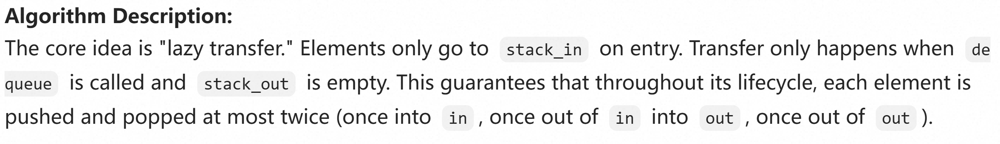 Algorithm Description:
The core idea is "lazy transfer." Elements only go to stack_in on entry. Transfer only happens when de
queue is called and stack_out is empty. This guarantees that throughout its lifecycle, each element is
pushed and popped at most twice (once into in , once out of in into out , once out of out ).